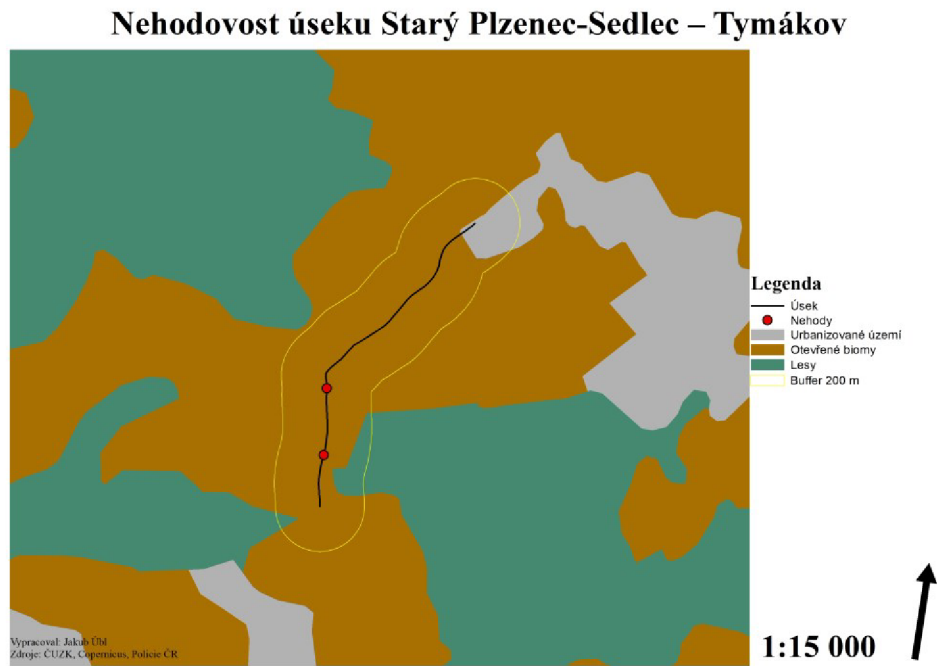 Nehodovost úseku Starý Plzenec-Sedlec – Tymákov
Legenda
Úsek
Nehody
Urbanizované území
Otevřené biomy
Lesy
Buffer 200 m
Vypracoval: Jakub Übl
Zdroje: ČUZK, Copernicus, Policie ČR
1:15 000